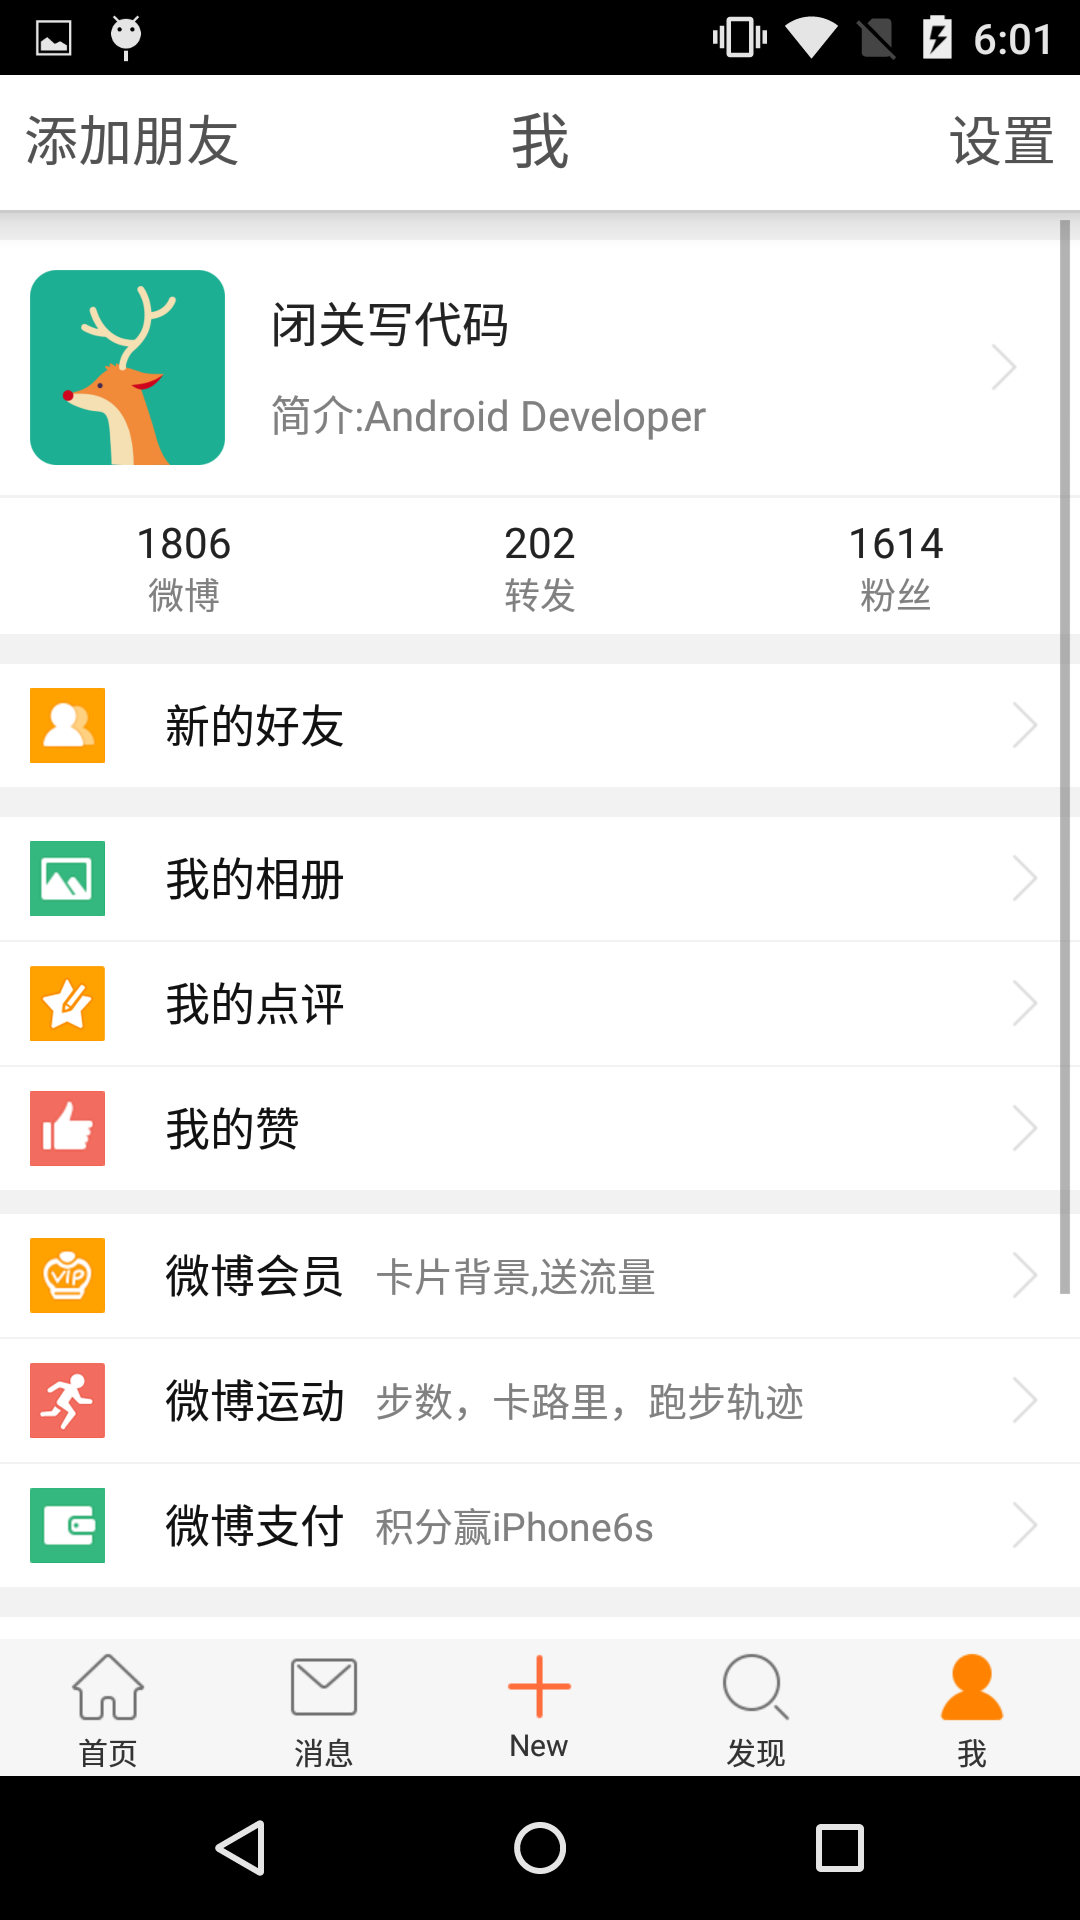 6:01
添加朋友 我 设置
闭关写代码
简介:Android Developer
1806 202 1614
微博 转发 粉丝
新的好友
我的相册
我的点评
我的赞
VIP 微博会员 卡片背景,送流量
微博运动 步数，卡路里，跑步轨迹
微博支付 积分赢iPhone6s
首页 消息 New 发现 我